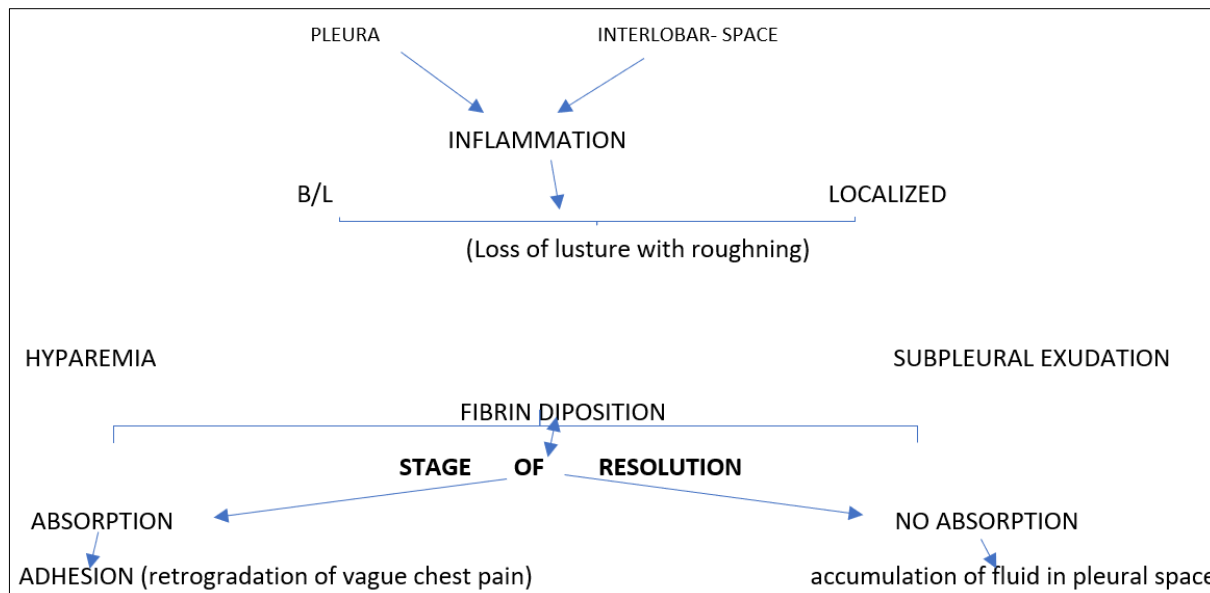 PLEURA INTERLOBAR- SPACE
INFLAMMATION
B/L LOCALIZED
(Loss of lusture with roughning)
HYPAREMIA SUBPLEURAL EXUDATION
FIBRIN DIPOSITION
STAGE OF RESOLUTION
ABSORPTION NO ABSORPTION
ADHESION (retrogradation of vague chest pain) accumulation of fluid in pleural space